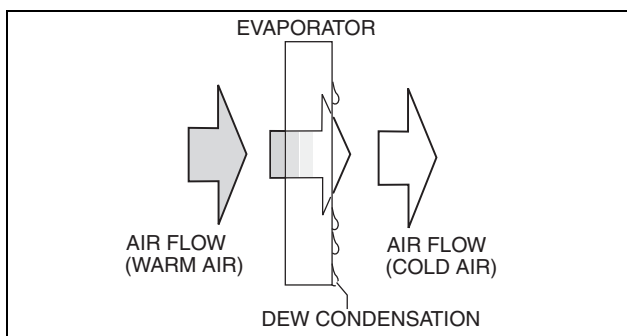 EVAPORATOR
AIR FLOW
(WARM AIR)
AIR FLOW
(COLD AIR)
DEW CONDENSATION